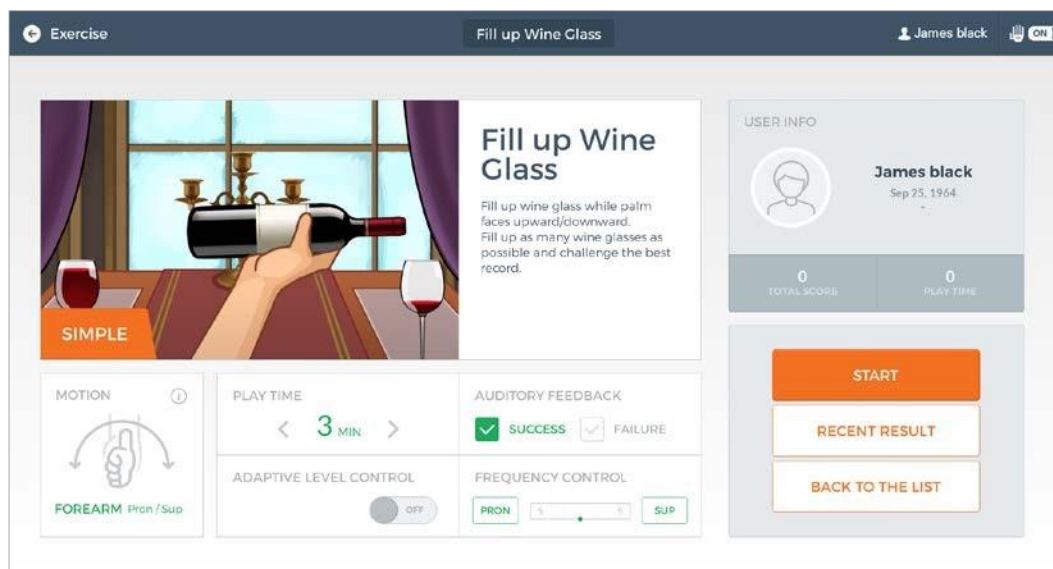 Exercise
Fill up Wine Glass
James black
ON
Fill up Wine
Glass
Fill up wine glass while palm
faces upward/downward.
Fill up as many wine glasses as
possible and challenge the best
record.
SIMPLE
USER INFO
James black
Sep 25, 1964
-
0
TOTAL SCORE
0
PLAY TIME
MOTION
i
FOREARM Pron / Sup
PLAY TIME
3 MIN
AUDITORY FEEDBACK
SUCCESS
FAILURE
ADAPTIVE LEVEL CONTROL
OFF
FREQUENCY CONTROL
PRON
5
5
SUP
START
RECENT RESULT
BACK TO THE LIST